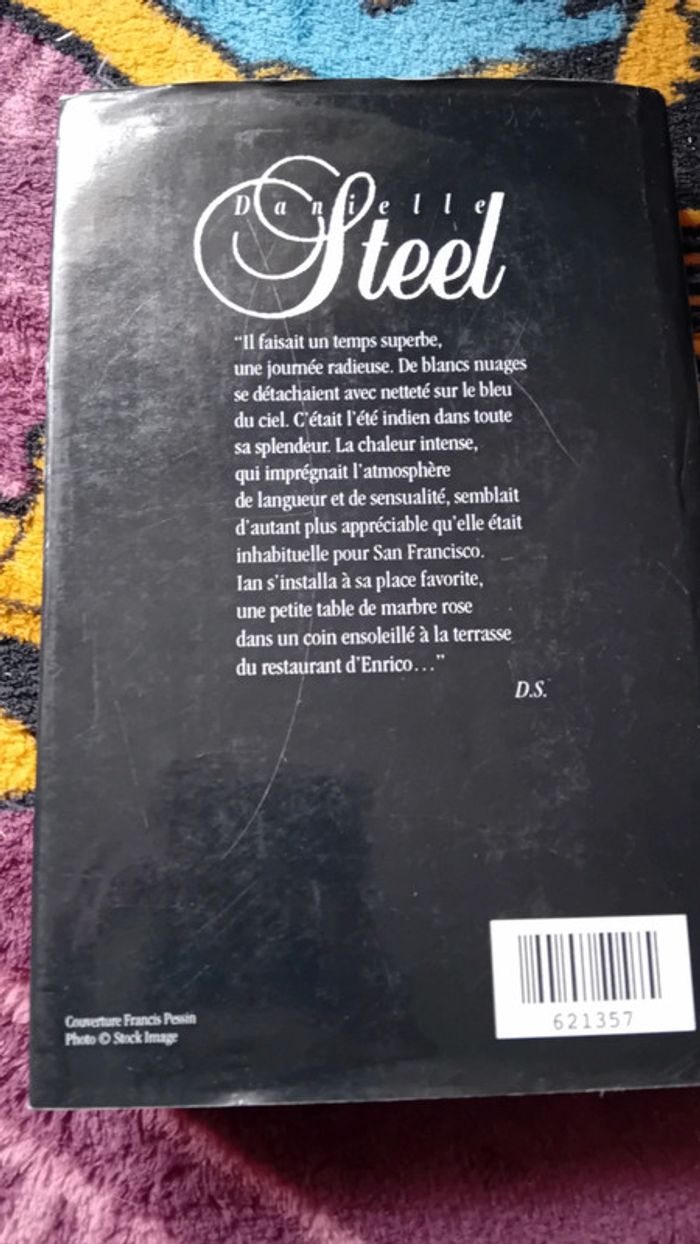 Danielle
Steel
“Il faisait un temps superbe,
une journée radieuse. De blancs nuages
se détachaient avec netteté sur le bleu
du ciel. C’était l’été indien dans toute
sa splendeur. La chaleur intense,
qui imprégnait l’atmosphère
de langueur et de sensualité, semblait
d’autant plus appréciable qu’elle était
inhabituelle pour San Francisco.
Ian s’installa à sa place favorite,
une petite table de marbre rose
dans un coin ensoleillé à la terrasse
du restaurant d’Enrico…”
D.S.
Couverture Francis Pessin
Photo © Stock Image
621357